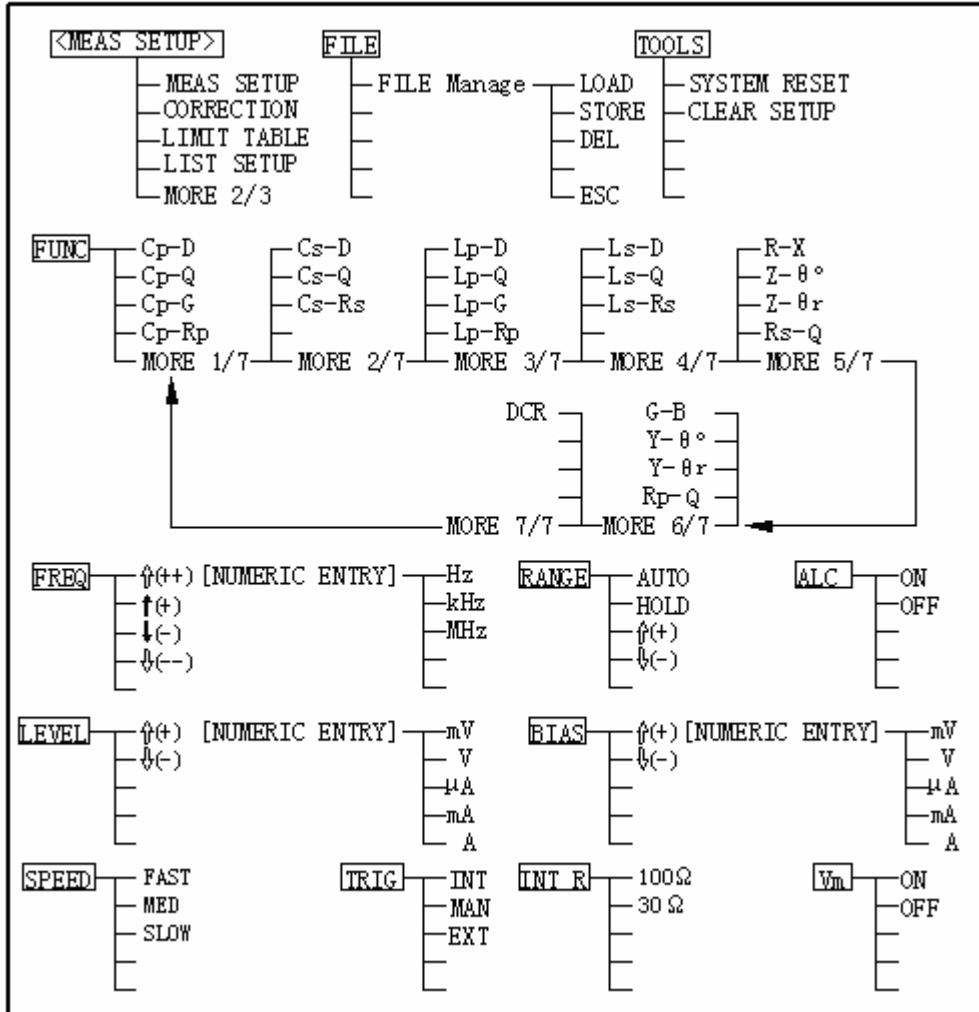 <MEAS SETUP> FILE TOOLS
MEAS SETUP FILE Manage LOAD SYSTEM RESET
CORRECTION STORE CLEAR SETUP
LIMIT TABLE DEL
LIST SETUP
MORE 2/3 ESC
FUNC Cp-D Cs-D Lp-D Ls-D R-X
Cp-Q Cs-Q Lp-Q Ls-Q Z-θ°
Cp-G Cs-Rs Lp-G Ls-Rs Z-θr
Cp-Rp Lp-Rp Rs-Q
MORE 1/7 MORE 2/7 MORE 3/7 MORE 4/7 MORE 5/7
DCR G-B
Y-θ°
Y-θr
Rp-Q
MORE 7/7 MORE 6/7
FREQ ⇧(++) [NUMERIC ENTRY] Hz RANGE AUTO ALC ON
↑(+) kHz HOLD OFF
↓(-) MHz ⇧(+)
⇩(--) ⇩(-)
LEVEL ⇧(+) [NUMERIC ENTRY] mV BIAS ⇧(+) [NUMERIC ENTRY] mV
⇩(-) V ⇩(-) V
μA μA
mA mA
A A
SPEED FAST TRIG INT INT R 100Ω Vm ON
MED MAN 30Ω OFF
SLOW EXT